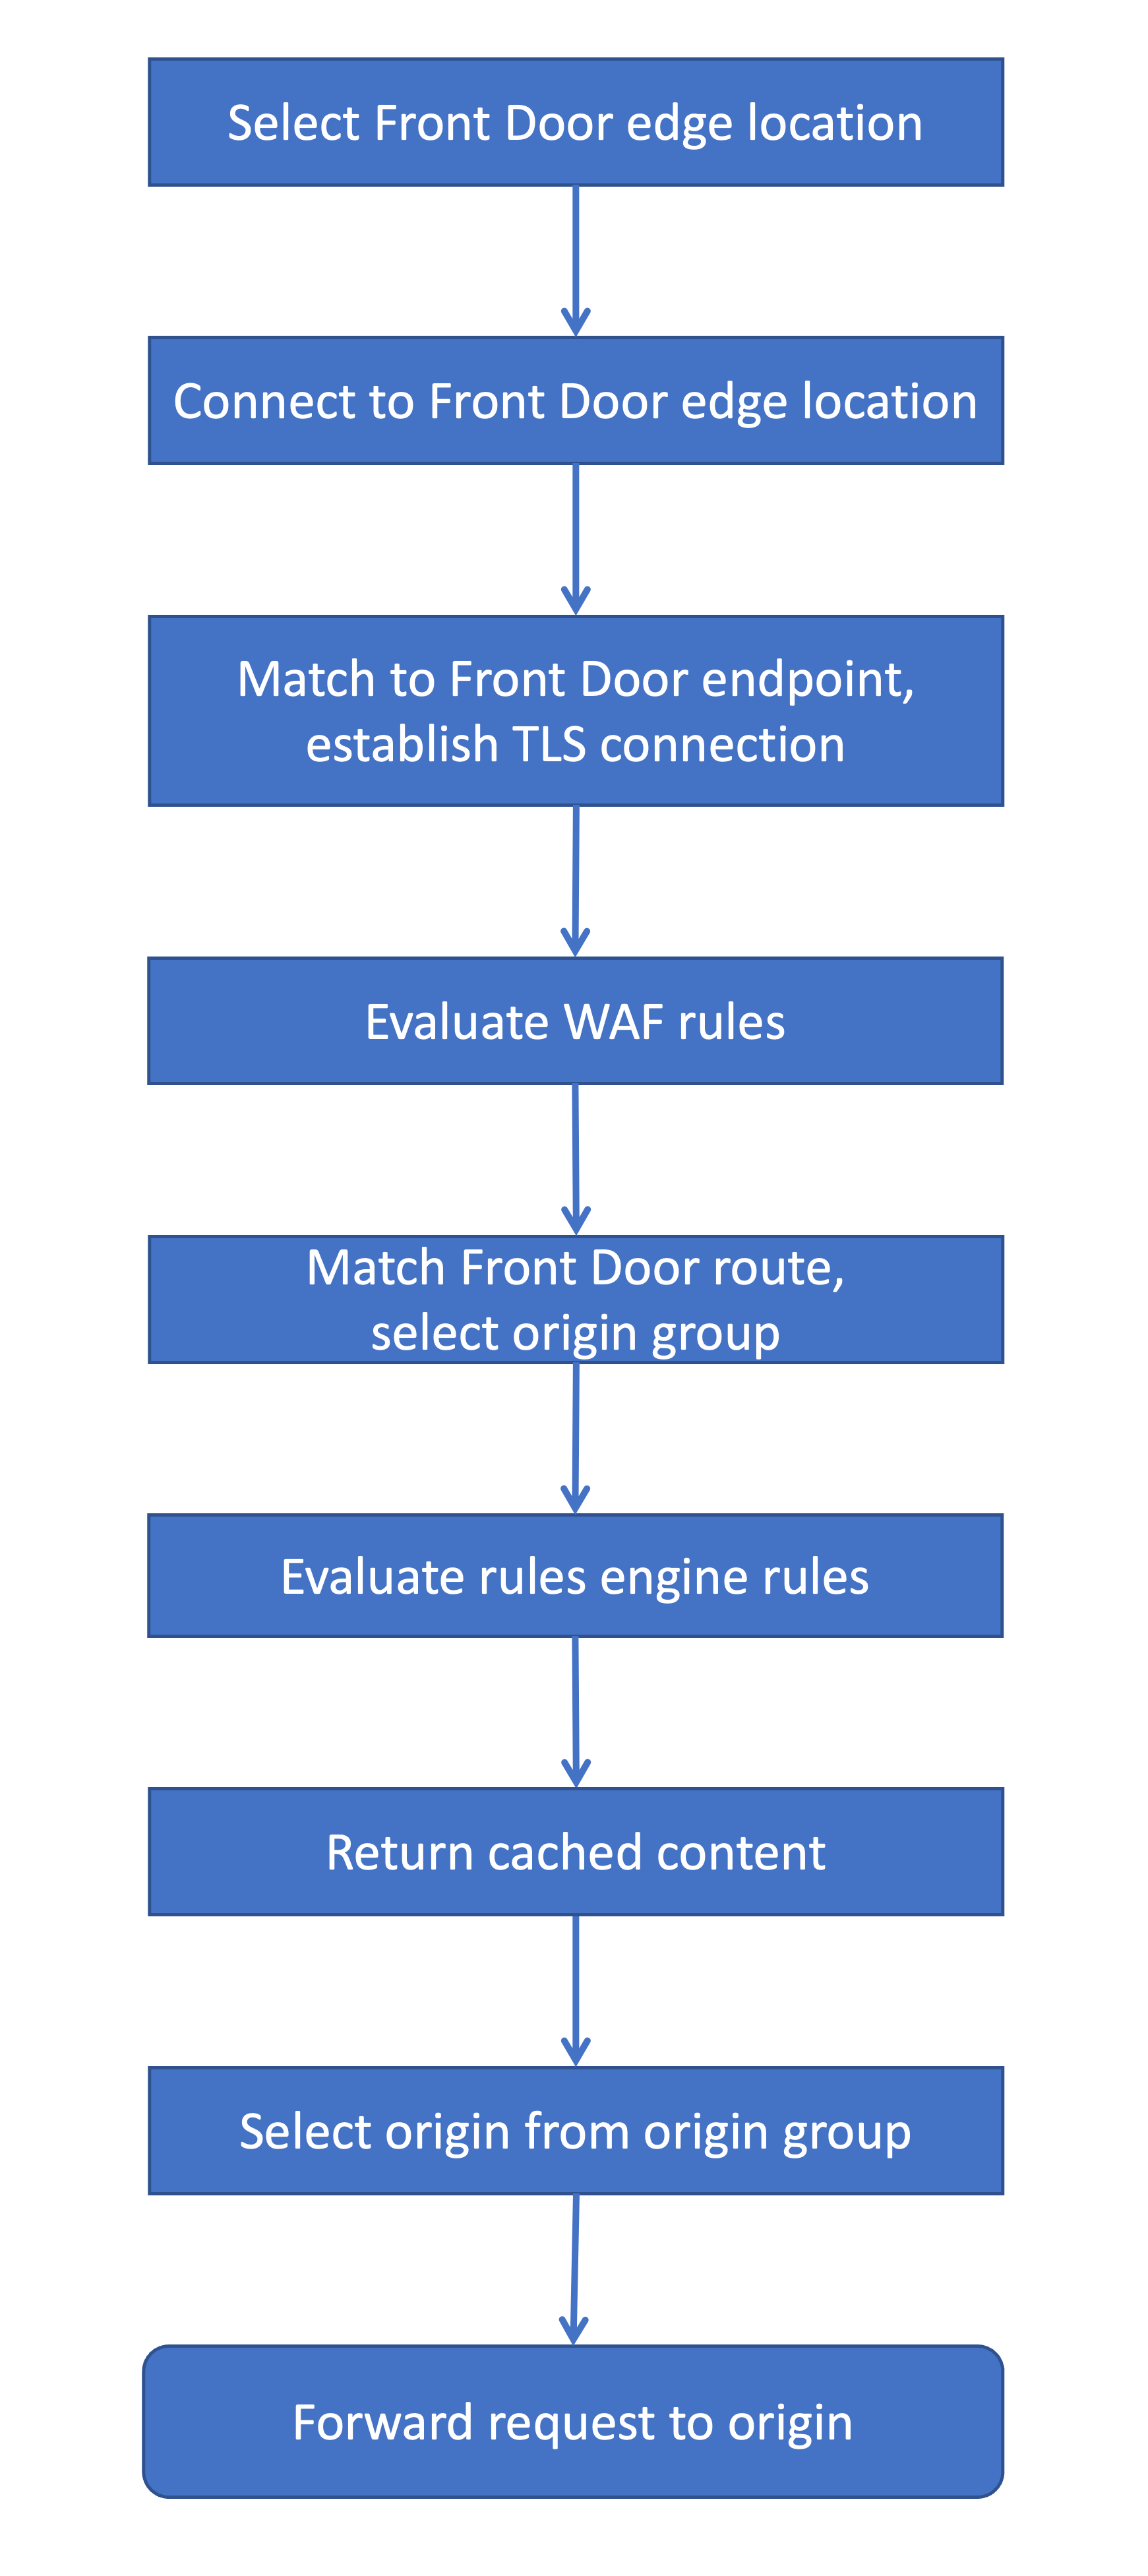 Select Front Door edge location
Connect to Front Door edge location
Match to Front Door endpoint,
establish TLS connection
Evaluate WAF rules
Match Front Door route,
select origin group
Evaluate rules engine rules
Return cached content
Select origin from origin group
Forward request to origin